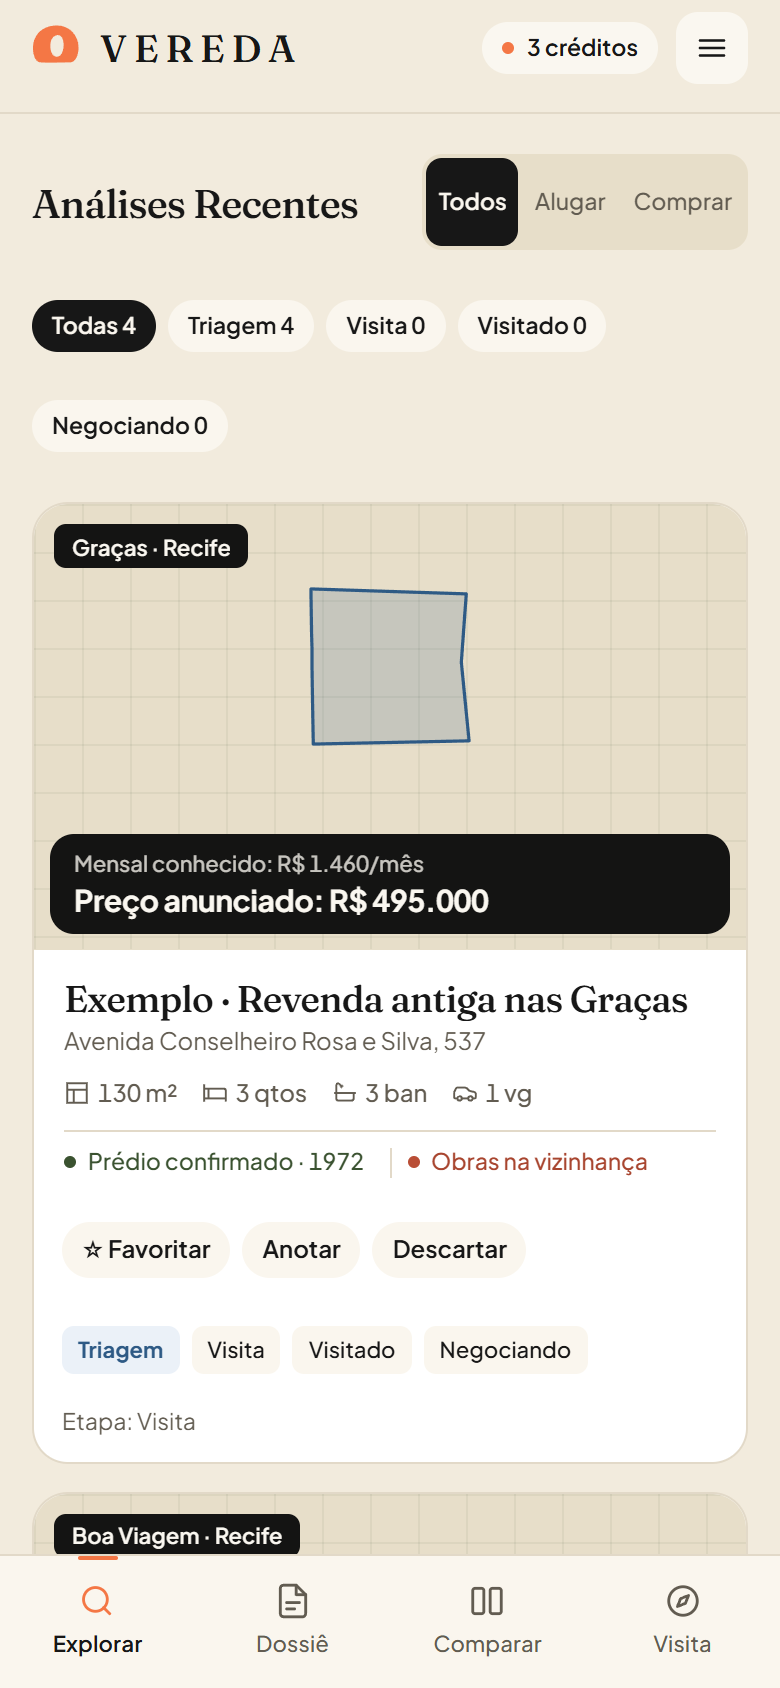 VEREDA
3 créditos
Análises Recentes
Todos Alugar Comprar
Todas 4 Triagem 4 Visita 0 Visitado 0
Negociando 0
Graças · Recife
Mensal conhecido: R$ 1.460/mês
Preço anunciado: R$ 495.000
Exemplo · Revenda antiga nas Graças
Avenida Conselheiro Rosa e Silva, 537
130 m² 3 qtos 3 ban 1 vg
Prédio confirmado · 1972 Obras na vizinhança
☆ Favoritar Anotar Descartar
Triagem Visita Visitado Negociando
Etapa: Visita
Boa Viagem · Recife
Explorar Dossiê Comparar Visita